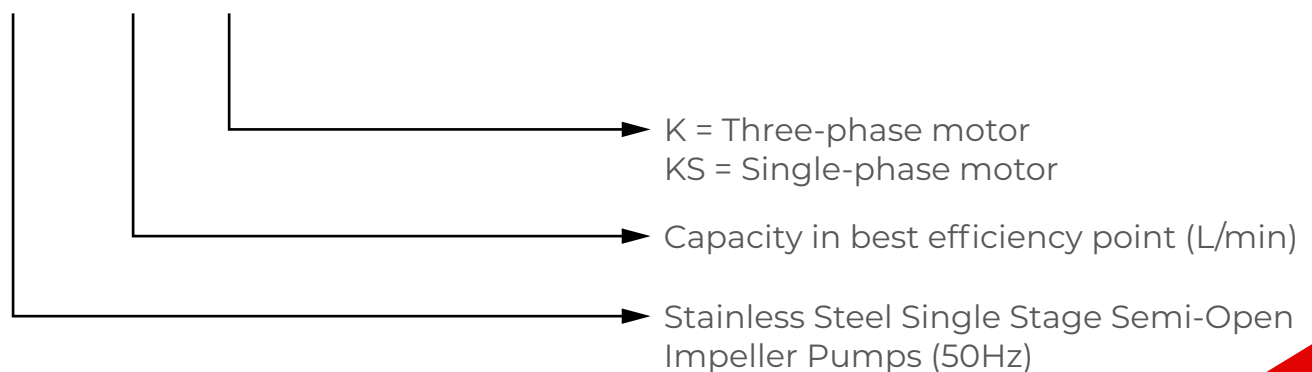 K = Three-phase motor
KS = Single-phase motor
Capacity in best efficiency point (L/min)
Stainless Steel Single Stage Semi-Open
Impeller Pumps (50Hz)